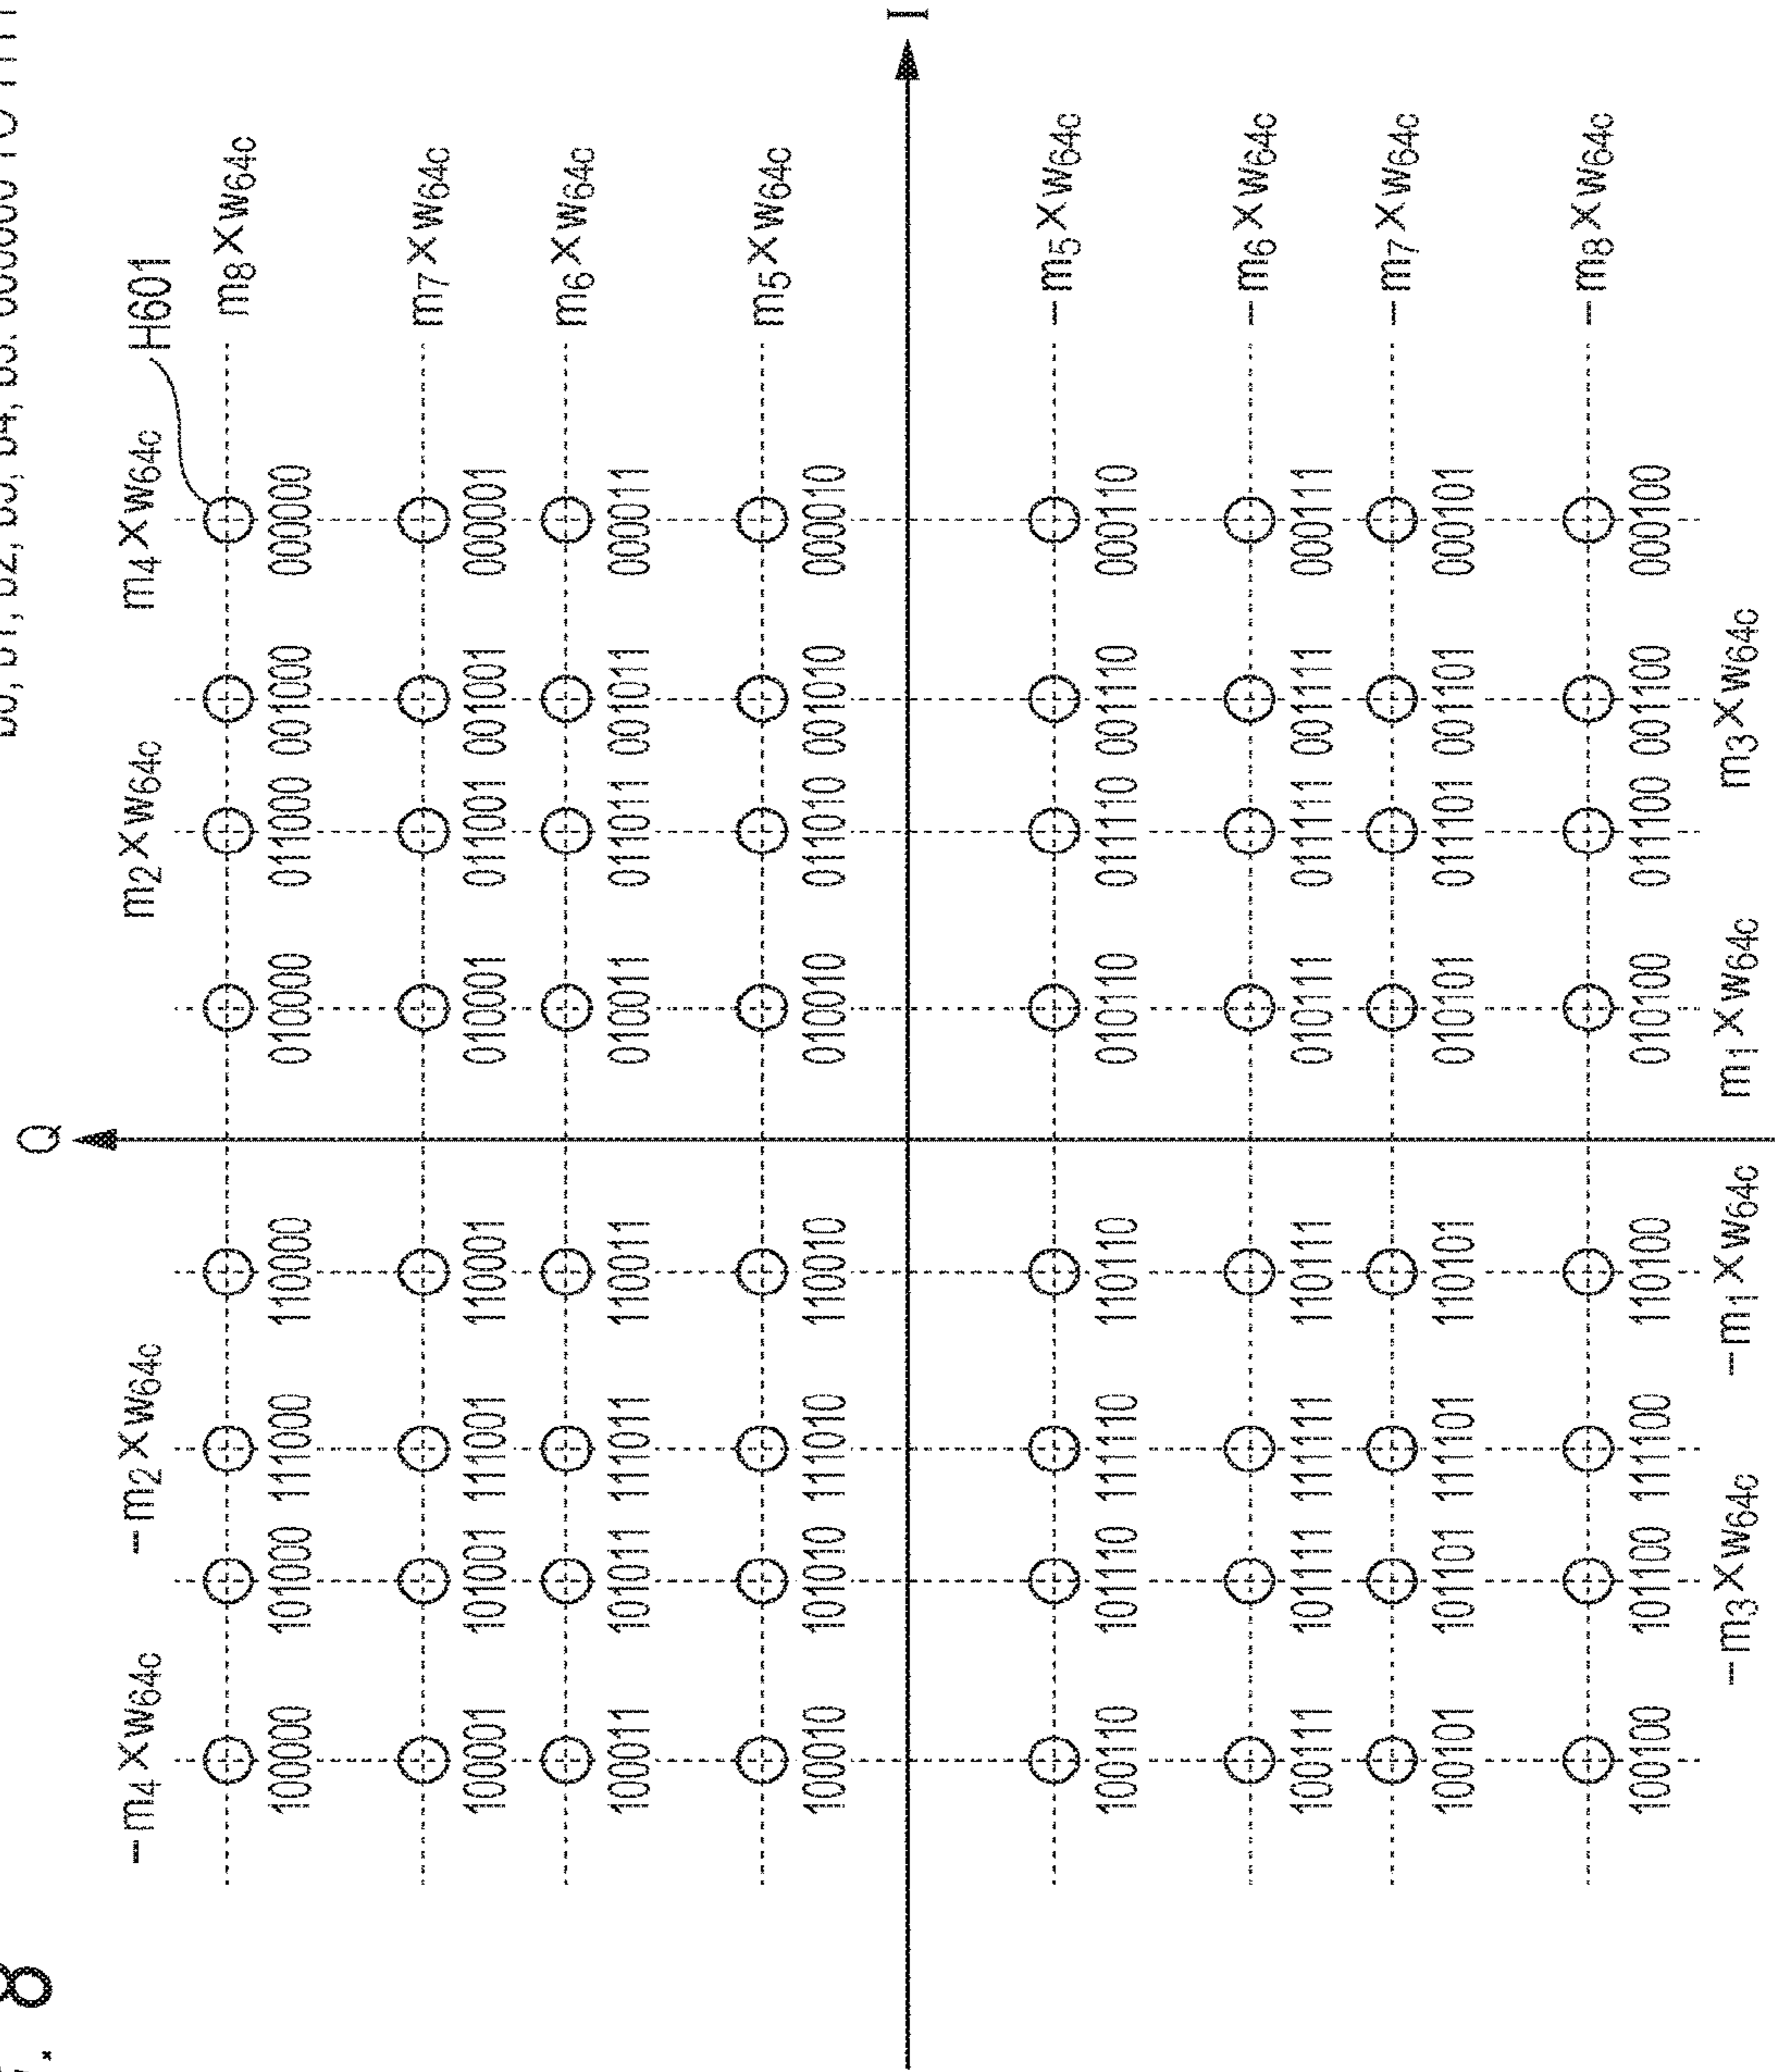 8
b0, b1, b2, b3, b4, b5: 000000 TO
Q
−m4×w64c −m2×w64c m2×w64c m4×w64c H601
m8×w64c
100000 101000 111000 110000 010000 011000 001000 000000
m7×w64c
100001 101001 111001 110001 010001 011001 001001 000001
m6×w64c
100011 101011 111011 110011 010011 011011 001011 000011
m5×w64c
100010 101010 111010 110010 010010 011010 001010 000010
I
−m5×w64c
100110 101110 111110 110110 010110 011110 001110 000110
−m6×w64c
100111 101111 111111 110111 010111 011111 001111 000111
−m7×w64c
100101 101101 111101 110101 010101 011101 001101 000101
−m8×w64c
100100 101100 111100 110100 010100 011100 001100 000100
−m3×w64c −m1×w64c m1×w64c m3×w64c